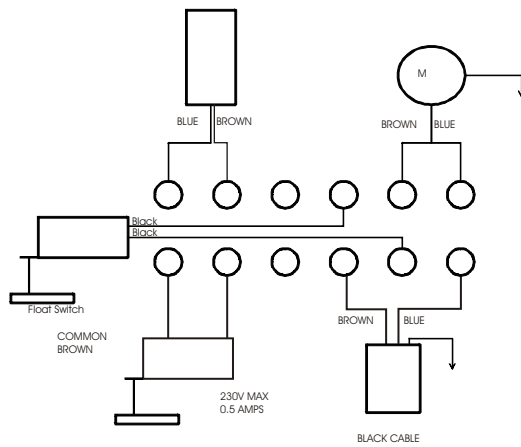 M
BLUE
BROWN
BROWN
BLUE
Black
Black
Float Switch
COMMON
BROWN
BROWN
BLUE
230V MAX
0.5 AMPS
BLACK CABLE